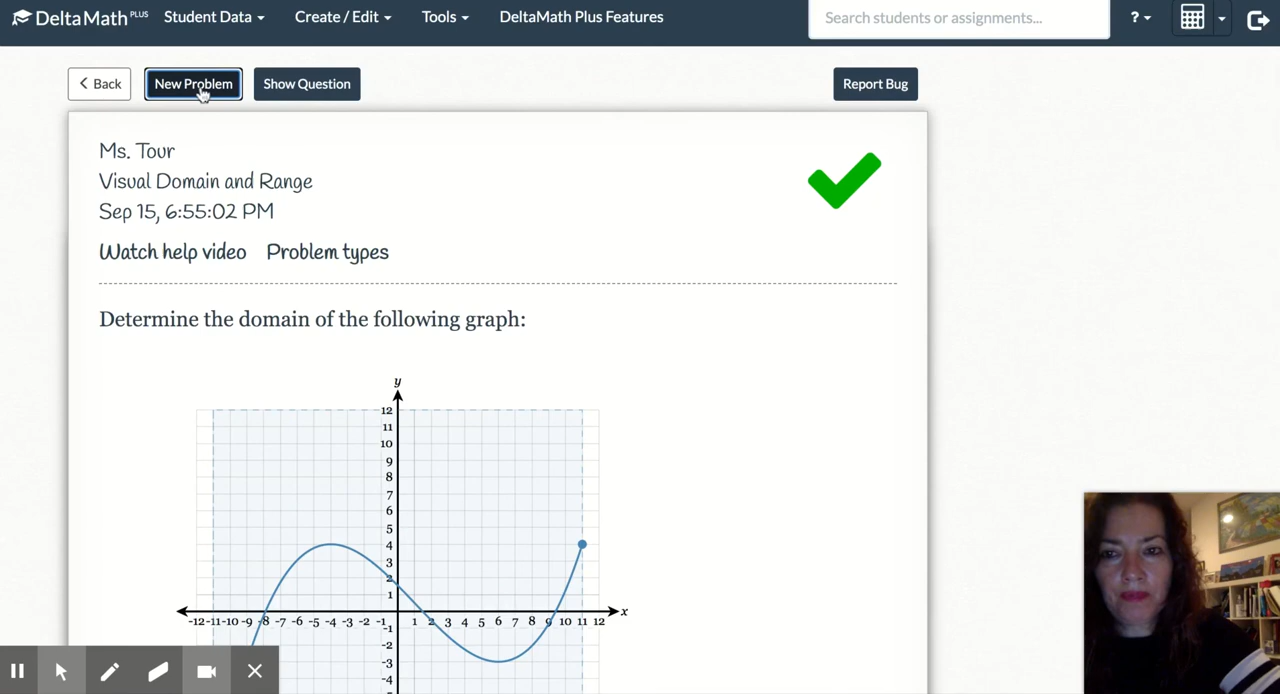 DeltaMath PLUS Student Data Create / Edit Tools DeltaMath Plus Features Search students or assignments... ?
Back New Problem Show Question Report Bug
Ms. Tour
Visual Domain and Range
Sep 15, 6:55:02 PM
Watch help video Problem types
Determine the domain of the following graph:
y
12
11
10
9
8
7
6
5
4
3
2
1
-12 -11 -10 -9 -8 -7 -6 -5 -4 -3 -2 -1 1 2 3 4 5 6 7 8 9 10 11 12 x
-1
-2
-3
-4